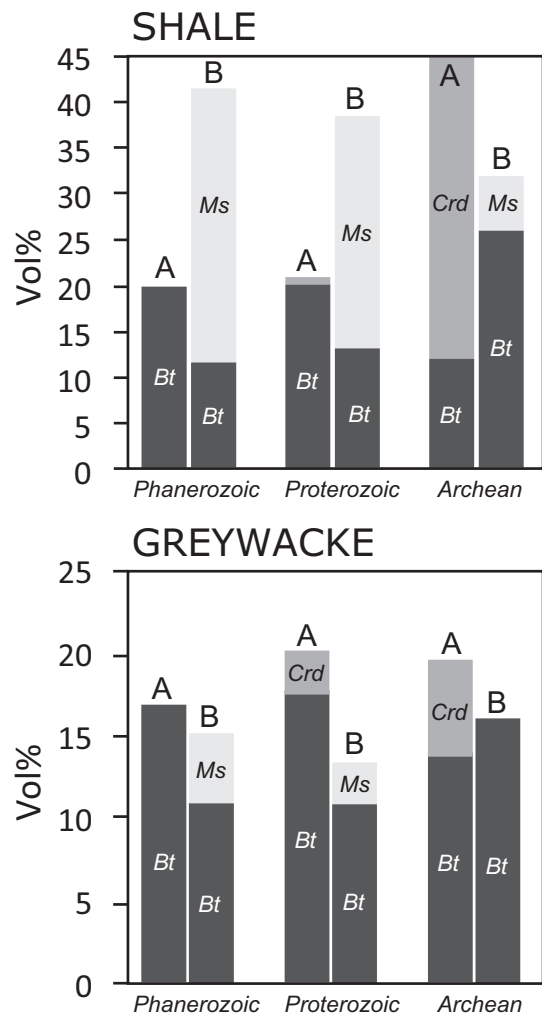 SHALE
45
40
35
30
25
20
15
10
5
0
Vol%
A
B
A
B
A
B
Ms
Ms
Crd
Ms
Bt
Bt
Bt
Bt
Bt
Bt
Phanerozoic Proterozoic Archean
GREYWACKE
25
20
15
10
5
0
Vol%
A
B
A
B
A
B
Ms
Crd
Ms
Crd
Bt
Bt
Bt
Bt
Bt
Bt
Phanerozoic Proterozoic Archean